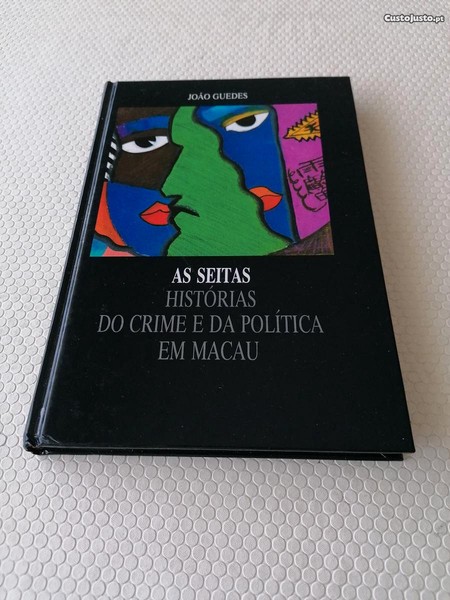 CustoJusto.pt
JOÃO GUEDES
AS SEITAS
HISTÓRIAS
DO CRIME E DA POLÍTICA
EM MACAU